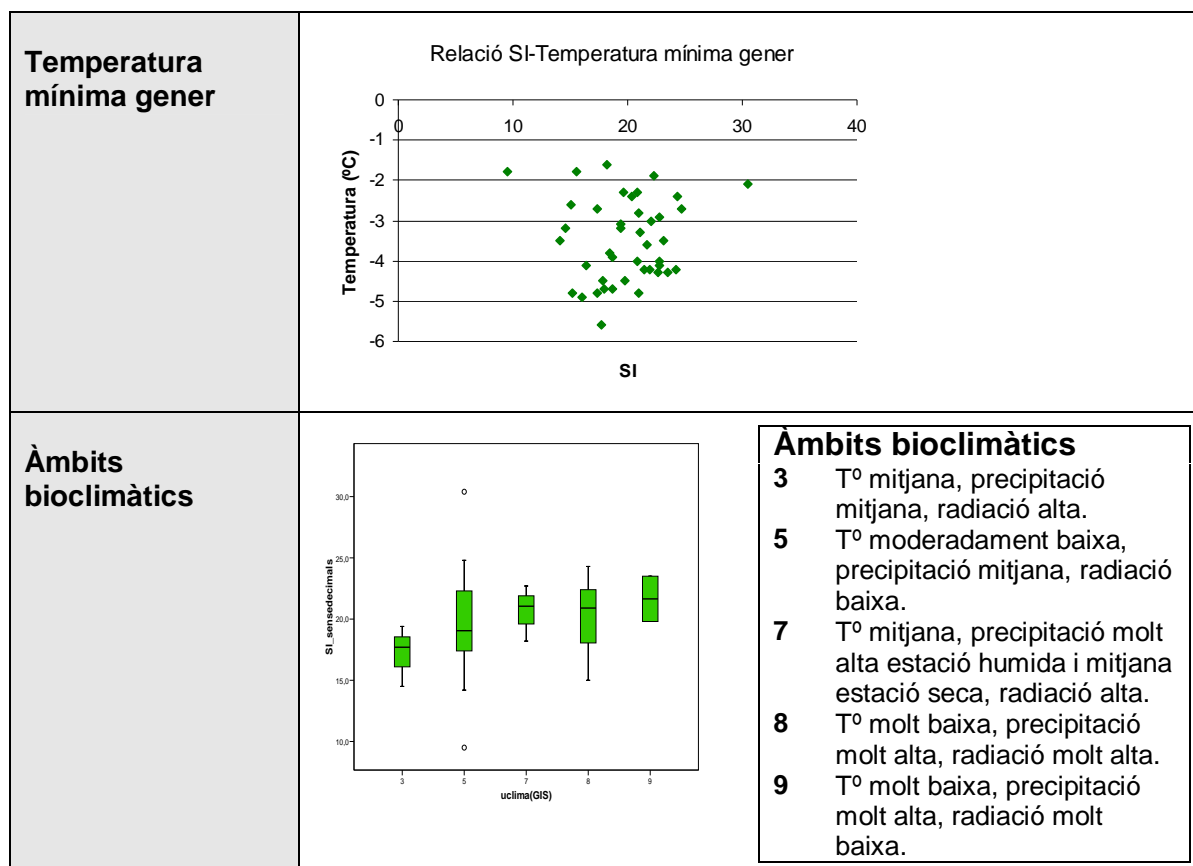 Temperatura
mínima gener
Relació SI-Temperatura mínima gener
0
-1
-2
-3
-4
-5
-6
0 10 20 30 40
Temperatura (ºC)
SI
Àmbits
bioclimàtics
30,0
25,0
20,0
15,0
10,0
SI_sensedecimals
3 5 7 8 9
uclima(GIS)
Àmbits bioclimàtics
3 Tº mitjana, precipitació
mitjana, radiació alta.
5 Tº moderadament baixa,
precipitació mitjana, radiació
baixa.
7 Tº mitjana, precipitació molt
alta estació humida i mitjana
estació seca, radiació alta.
8 Tº molt baixa, precipitació
molt alta, radiació molt alta.
9 Tº molt baixa, precipitació
molt alta, radiació molt
baixa.